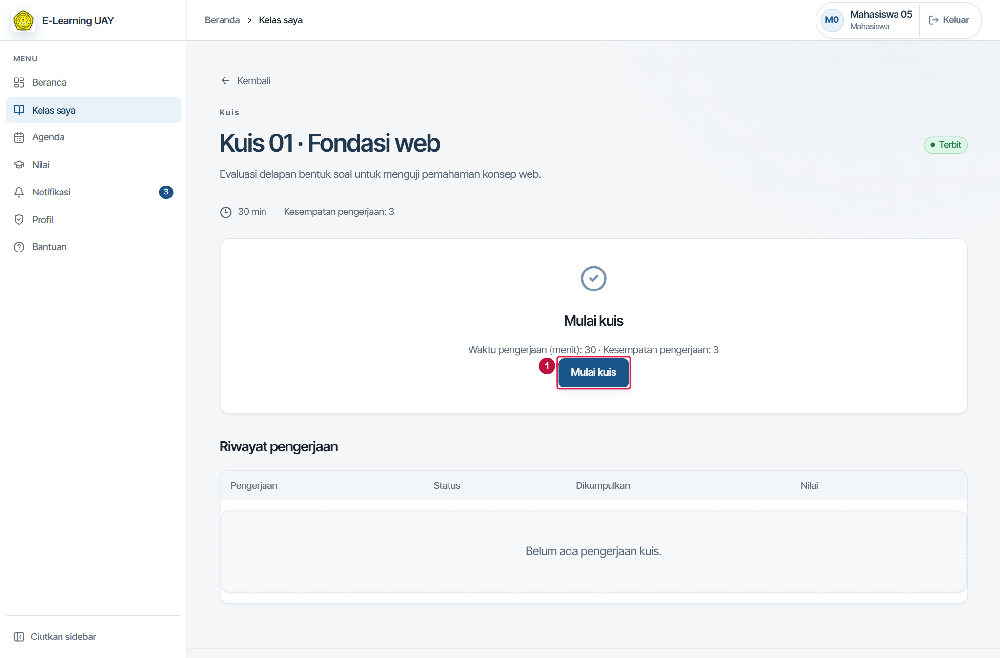 E-Learning UAY
Beranda > Kelas saya
M0
Mahasiswa 05
Mahasiswa
Keluar
MENU
Beranda
Kelas saya
Agenda
Nilai
Notifikasi 3
Profil
Bantuan
Ciutkan sidebar
Kembali
Kuis
Kuis 01 · Fondasi web
Terbit
Evaluasi delapan bentuk soal untuk menguji pemahaman konsep web.
30 min Kesempatan pengerjaan: 3
Mulai kuis
Waktu pengerjaan (menit): 30 · Kesempatan pengerjaan: 3
1
Mulai kuis
Riwayat pengerjaan
Pengerjaan Status Dikumpulkan Nilai
Belum ada pengerjaan kuis.